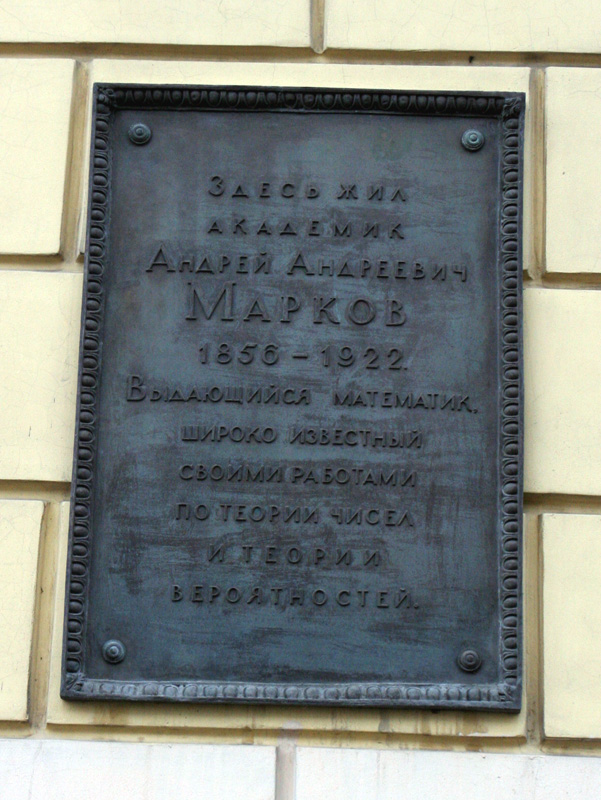 Здесь жил
академик
Андрей Андреевич
Марков
1856–1922.
Выдающийся математик,
широко известный
своими работами
по теории чисел
и теории
вероятностей.